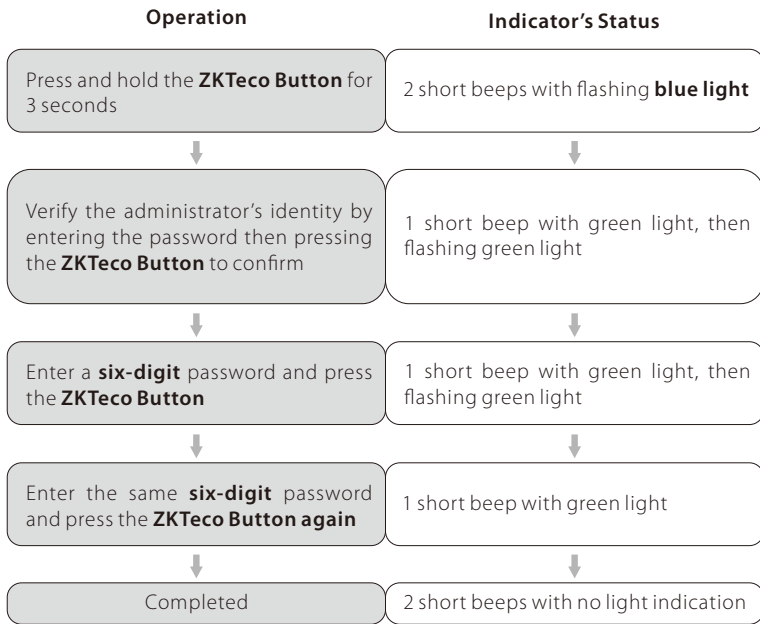 Operation
Indicator’s Status
Press and hold the ZKTeco Button for
3 seconds
2 short beeps with flashing blue light
Verify the administrator’s identity by
entering the password then pressing
the ZKTeco Button to confirm
1 short beep with green light, then
flashing green light
Enter a six-digit password and press
the ZKTeco Button
1 short beep with green light, then
flashing green light
Enter the same six-digit password
and press the ZKTeco Button again
1 short beep with green light
Completed
2 short beeps with no light indication